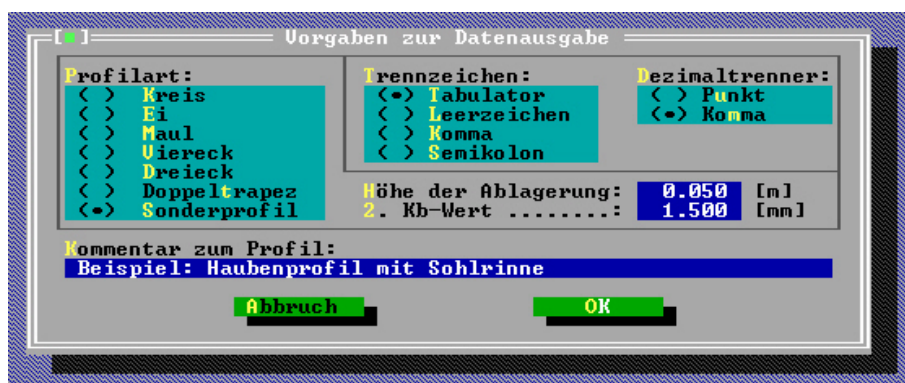 [■] Vorgaben zur Datenausgabe
Profilart:
( ) Kreis
( ) Ei
( ) Maul
( ) Viereck
( ) Dreieck
( ) Doppeltrapez
(•) Sonderprofil
Trennzeichen:
(•) Tabulator
( ) Leerzeichen
( ) Komma
( ) Semikolon
Dezimaltrenner:
( ) Punkt
(•) Komma
Höhe der Ablagerung: 0.050 [m]
2. Kb-Wert ........: 1.500 [mm]
Kommentar zum Profil:
Beispiel: Haubenprofil mit Sohlrinne
Abbruch
OK